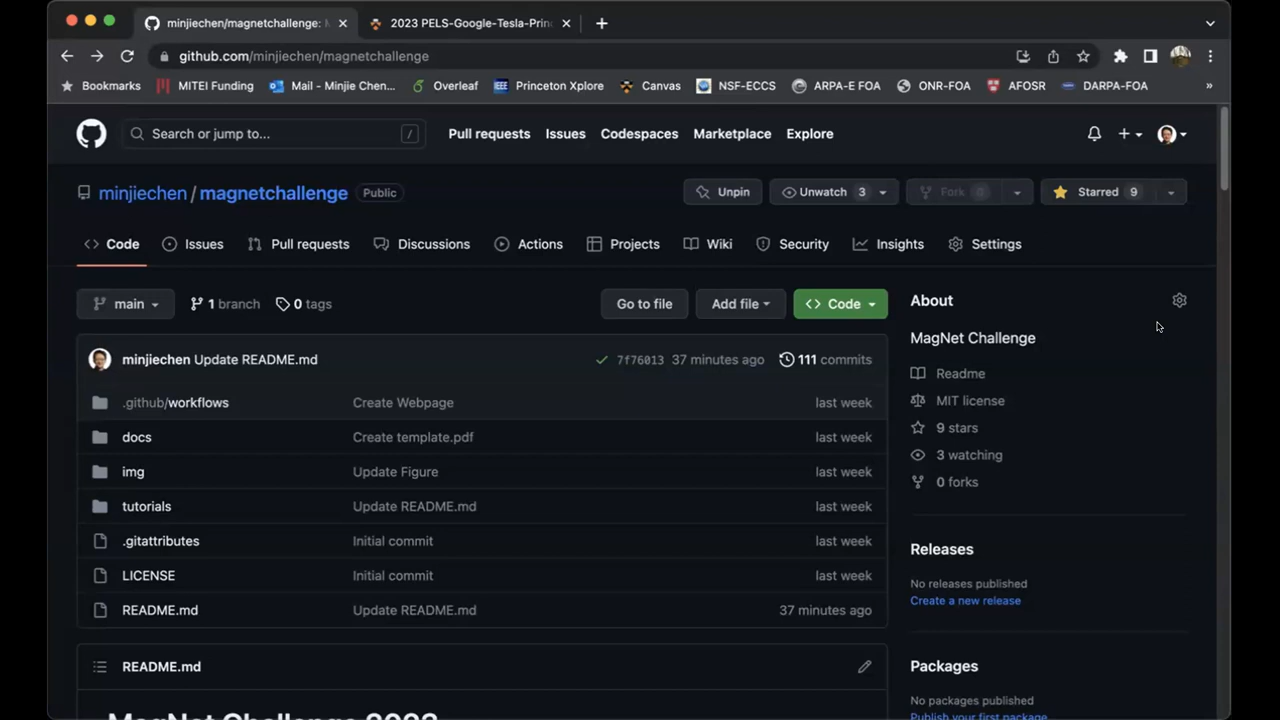 minjiechen/magnetchallenge: M
2023 PELS-Google-Tesla-Prin
github.com/minjiechen/magnetchallenge
Bookmarks MITEI Funding Mail - Minjie Chen... Overleaf Princeton Xplore Canvas NSF-ECCS ARPA-E FOA ONR-FOA AFOSR DARPA-FOA »
Search or jump to... / Pull requests Issues Codespaces Marketplace Explore
minjiechen / magnetchallenge Public Unpin Unwatch 3 Fork 0 Starred 9
Code Issues Pull requests Discussions Actions Projects Wiki Security Insights Settings
main 1 branch 0 tags Go to file Add file Code
minjiechen Update README.md 7f76013 37 minutes ago 111 commits
.github/workflows Create Webpage last week
docs Create template.pdf last week
img Update Figure last week
tutorials Update README.md last week
.gitattributes Initial commit last week
LICENSE Initial commit last week
README.md Update README.md 37 minutes ago
README.md
MagNet Challenge 2023
About
MagNet Challenge
Readme
MIT license
9 stars
3 watching
0 forks
Releases
No releases published
Create a new release
Packages
No packages published
Publish your first package